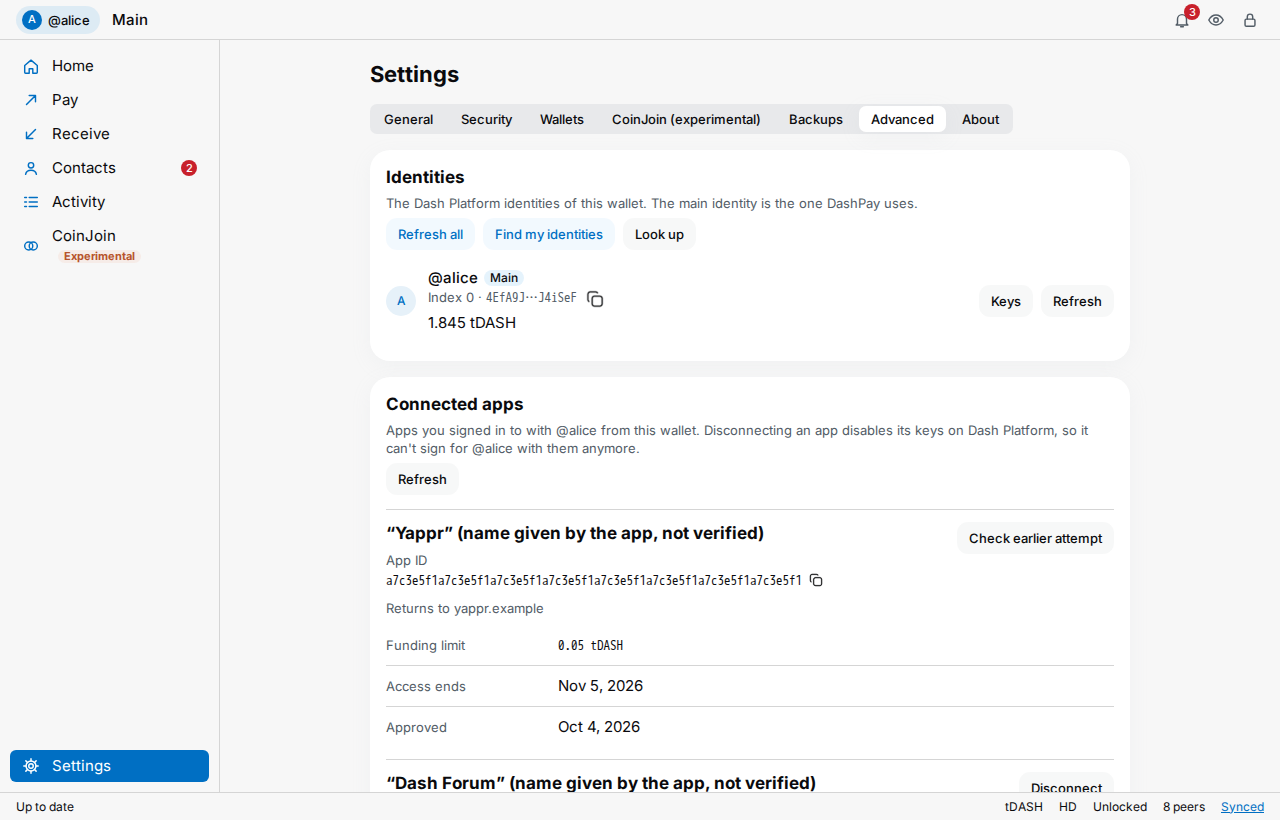 A @alice Main
3
Home
Pay
Receive
Contacts 2
Activity
CoinJoin
Experimental
Settings
Settings
General Security Wallets CoinJoin (experimental) Backups Advanced About
Identities
The Dash Platform identities of this wallet. The main identity is the one DashPay uses.
Refresh all Find my identities Look up
A
@alice Main
Index 0 · 4EfA9J···J4iSeF
1.845 tDASH
Keys Refresh
Connected apps
Apps you signed in to with @alice from this wallet. Disconnecting an app disables its keys on Dash Platform, so it
can't sign for @alice with them anymore.
Refresh
“Yappr” (name given by the app, not verified)
Check earlier attempt
App ID
a7c3e5f1a7c3e5f1a7c3e5f1a7c3e5f1a7c3e5f1a7c3e5f1a7c3e5f1a7c3e5f1
Returns to yappr.example
Funding limit 0.05 tDASH
Access ends Nov 5, 2026
Approved Oct 4, 2026
“Dash Forum” (name given by the app, not verified)
Disconnect
Up to date
tDASH HD Unlocked 8 peers Synced